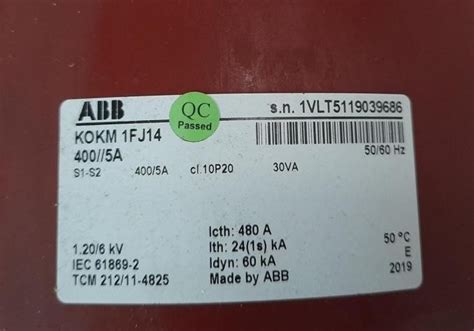 ABB
QC
Passed
s.n. 1VLT5119039686
KOKM 1FJ14
400//5A
50/60 Hz
S1-S2 400/5A cl.10P20 30VA
Icth: 480 A
1.20/6 kV Ith: 24(1s) kA 50 °C
IEC 61869-2 Idyn: 60 kA E
TCM 212/11-4825 Made by ABB 2019